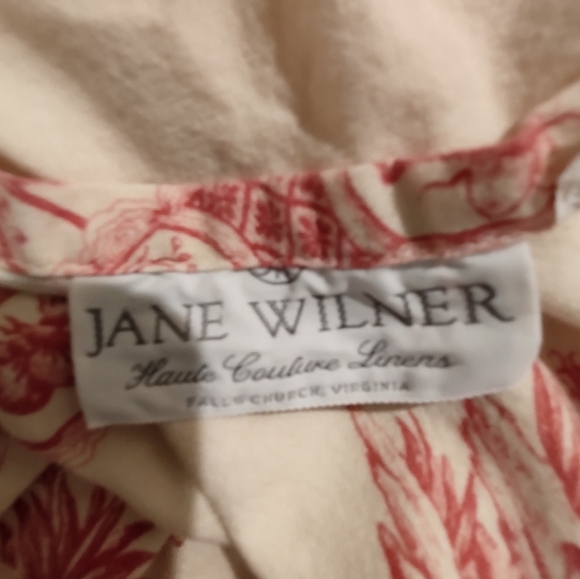 JANE WILNER
Haute Couture Linens
FALLS CHURCH, VIRGINIA